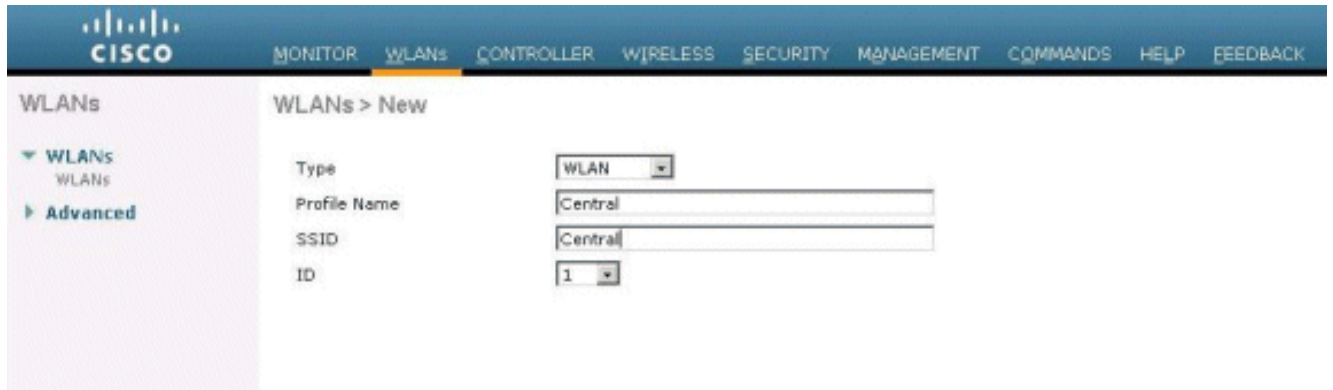 CISCO
MONITOR WLANs CONTROLLER WIRELESS SECURITY MANAGEMENT COMMANDS HELP FEEDBACK
WLANs
WLANs
WLANs
Advanced
WLANs > New
Type WLAN
Profile Name Central
SSID Central
ID 1